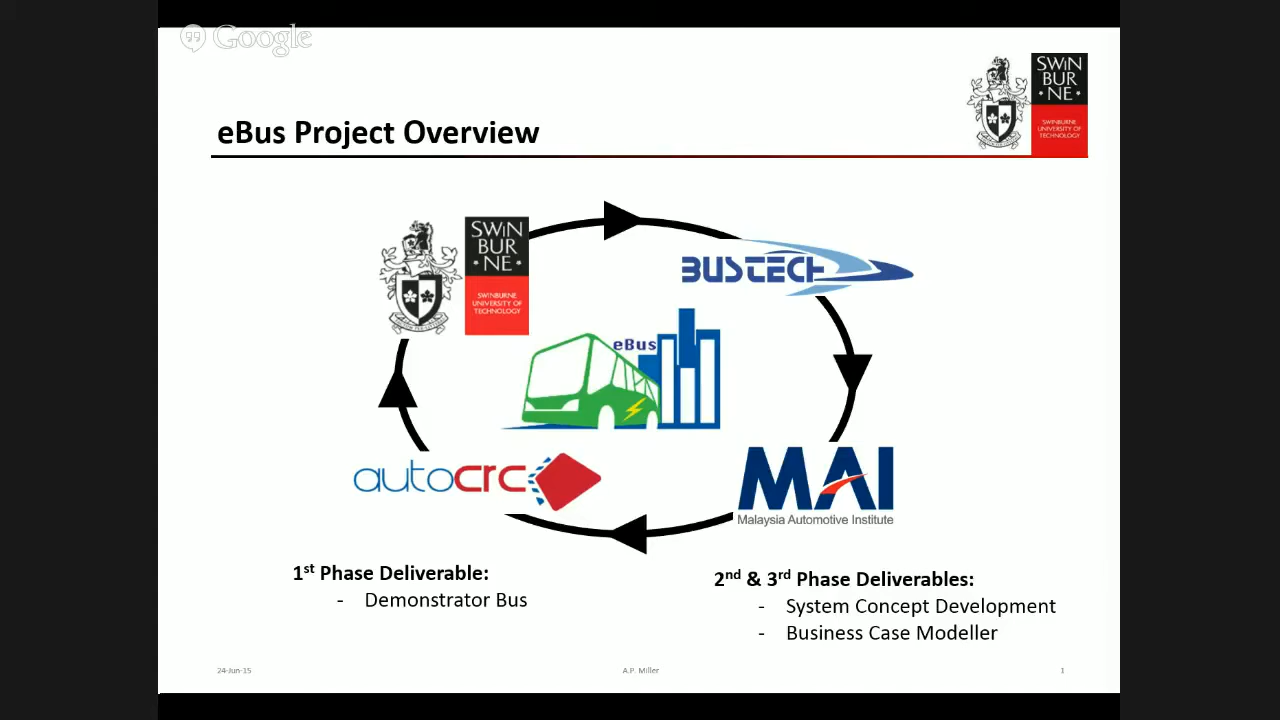 Google
SWIN
BUR
NE
SWINBURNE
UNIVERSITY OF
TECHNOLOGY
eBus Project Overview
SWIN
BUR
NE
SWINBURNE
UNIVERSITY OF
TECHNOLOGY
BUSTECH
eBus
autocrc
MAI
Malaysia Automotive Institute
1st Phase Deliverable:
- Demonstrator Bus
2nd & 3rd Phase Deliverables:
- System Concept Development
- Business Case Modeller
24-Jun-15
A.P. Miller
1